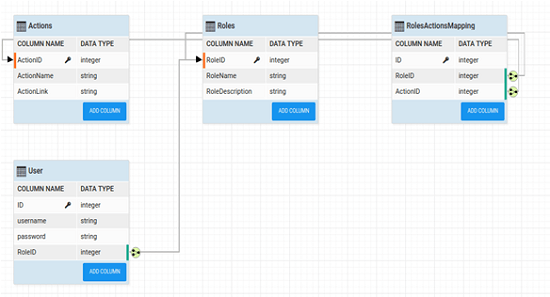 Actions
COLUMN NAME DATA TYPE
ActionID integer
ActionName string
ActionLink string
ADD COLUMN
Roles
COLUMN NAME DATA TYPE
RoleID integer
RoleName string
RoleDescription string
ADD COLUMN
RolesActionsMapping
COLUMN NAME DATA TYPE
ID integer
RoleID integer
ActionID integer
ADD COLUMN
User
COLUMN NAME DATA TYPE
ID integer
username string
password string
RoleID integer
ADD COLUMN